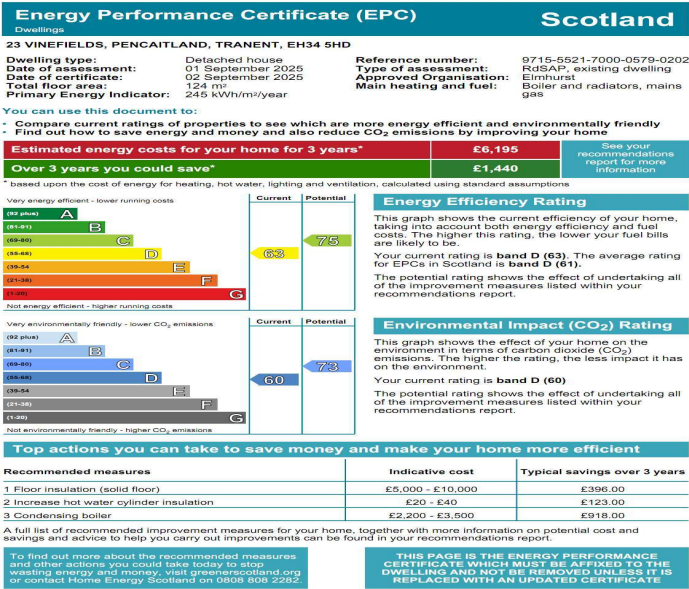 Energy Performance Certificate (EPC)
Dwellings
Scotland
23 VINEFIELDS, PENCAITLAND, TRANENT, EH34 5HD
Dwelling type: Detached house
Date of assessment: 01 September 2025
Date of certificate: 02 September 2025
Total floor area: 124 m²
Primary Energy Indicator: 245 kWh/m²/year
Reference number: 9715-5521-7000-0579-0202
Type of assessment: RdSAP, existing dwelling
Approved Organisation: Elmhurst
Main heating and fuel: Boiler and radiators, mains
gas
You can use this document to:
• Compare current ratings of properties to see which are more energy efficient and environmentally friendly
• Find out how to save energy and money and also reduce CO₂ emissions by improving your home
Estimated energy costs for your home for 3 years* £6,195
Over 3 years you could save* £1,440
See your
recommendations
report for more
information
* based upon the cost of energy for heating, hot water, lighting and ventilation, calculated using standard assumptions
Very energy efficient - lower running costs
Current Potential
(92 plus) A
(81-91) B
(69-80) C
(55-68) D
(39-54 E
(21-38) F
(1-20) G
63
75
Not energy efficient - higher running costs
Energy Efficiency Rating
This graph shows the current efficiency of your home,
taking into account both energy efficiency and fuel
costs. The higher this rating, the lower your fuel bills
are likely to be.
Your current rating is band D (63). The average rating
for EPCs in Scotland is band D (61).
The potential rating shows the effect of undertaking all
of the improvement measures listed within your
recommendations report.
Very environmentally friendly - lower CO₂ emissions
Current Potential
(92 plus) A
(81-91) B
(69-80) C
(55-68) D
(39-54 E
(21-38) F
(1-20) G
60
73
Not environmentally friendly - higher CO₂ emissions
Environmental Impact (CO₂) Rating
This graph shows the effect of your home on the
environment in terms of carbon dioxide (CO₂)
emissions. The higher the rating, the less impact it has
on the environment.
Your current rating is band D (60)
The potential rating shows the effect of undertaking all
of the improvement measures listed within your
recommendations report.
Top actions you can take to save money and make your home more efficient
Recommended measures Indicative cost Typical savings over 3 years
1 Floor insulation (solid floor) £5,000 - £10,000 £396.00
2 Increase hot water cylinder insulation £20 - £40 £123.00
3 Condensing boiler £2,200 - £3,500 £918.00
A full list of recommended improvement measures for your home, together with more information on potential cost and
savings and advice to help you carry out improvements can be found in your recommendations report.
To find out more about the recommended measures
and other actions you could take today to stop
wasting energy and money, visit greenerscotland.org
or contact Home Energy Scotland on 0808 808 2282.
THIS PAGE IS THE ENERGY PERFORMANCE
CERTIFICATE WHICH MUST BE AFFIXED TO THE
DWELLING AND NOT BE REMOVED UNLESS IT IS
REPLACED WITH AN UPDATED CERTIFICATE